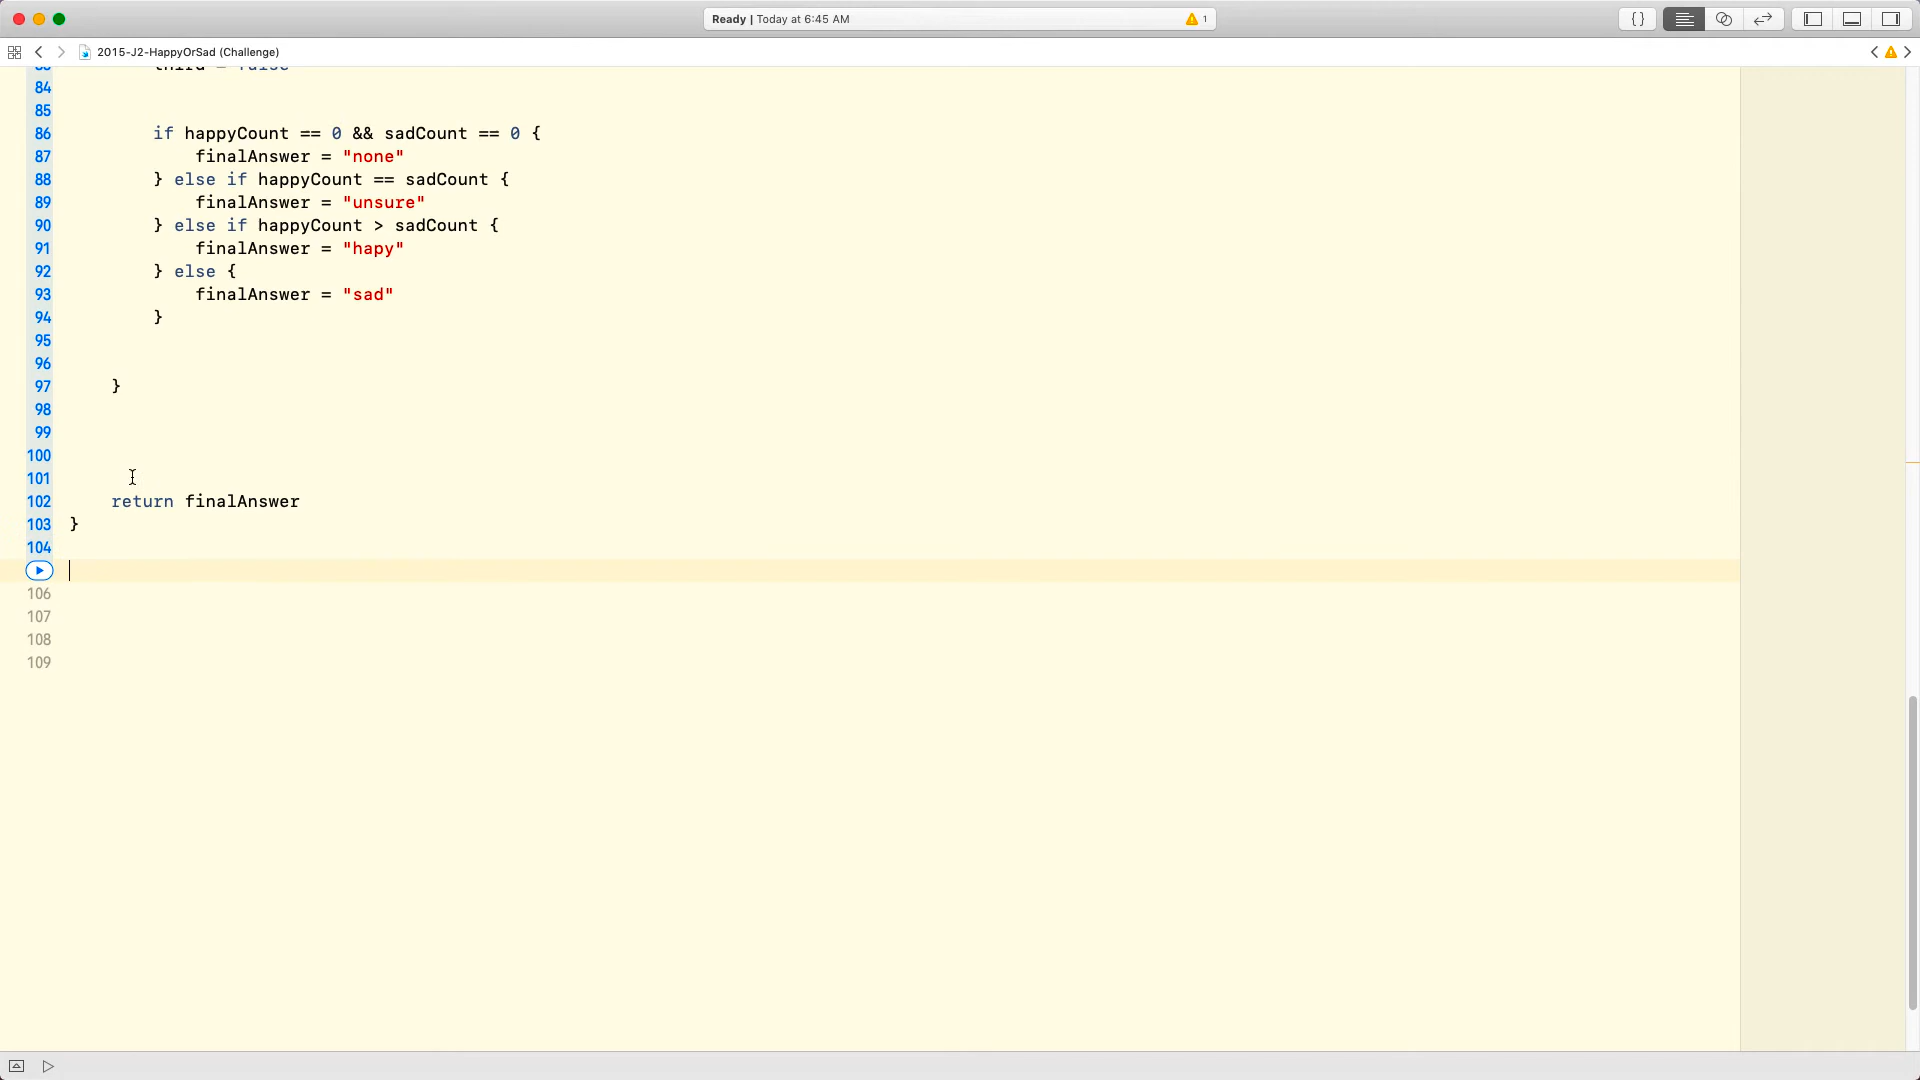 Ready | Today at 6:45 AM
1
{ }
2015-J2-HappyOrSad (Challenge)
83 third = false
84
85
86 if happyCount == 0 && sadCount == 0 {
87 finalAnswer = "none"
88 } else if happyCount == sadCount {
89 finalAnswer = "unsure"
90 } else if happyCount > sadCount {
91 finalAnswer = "hapy"
92 } else {
93 finalAnswer = "sad"
94 }
95
96
97 }
98
99
100
101
102 return finalAnswer
103 }
104
106
107
108
109